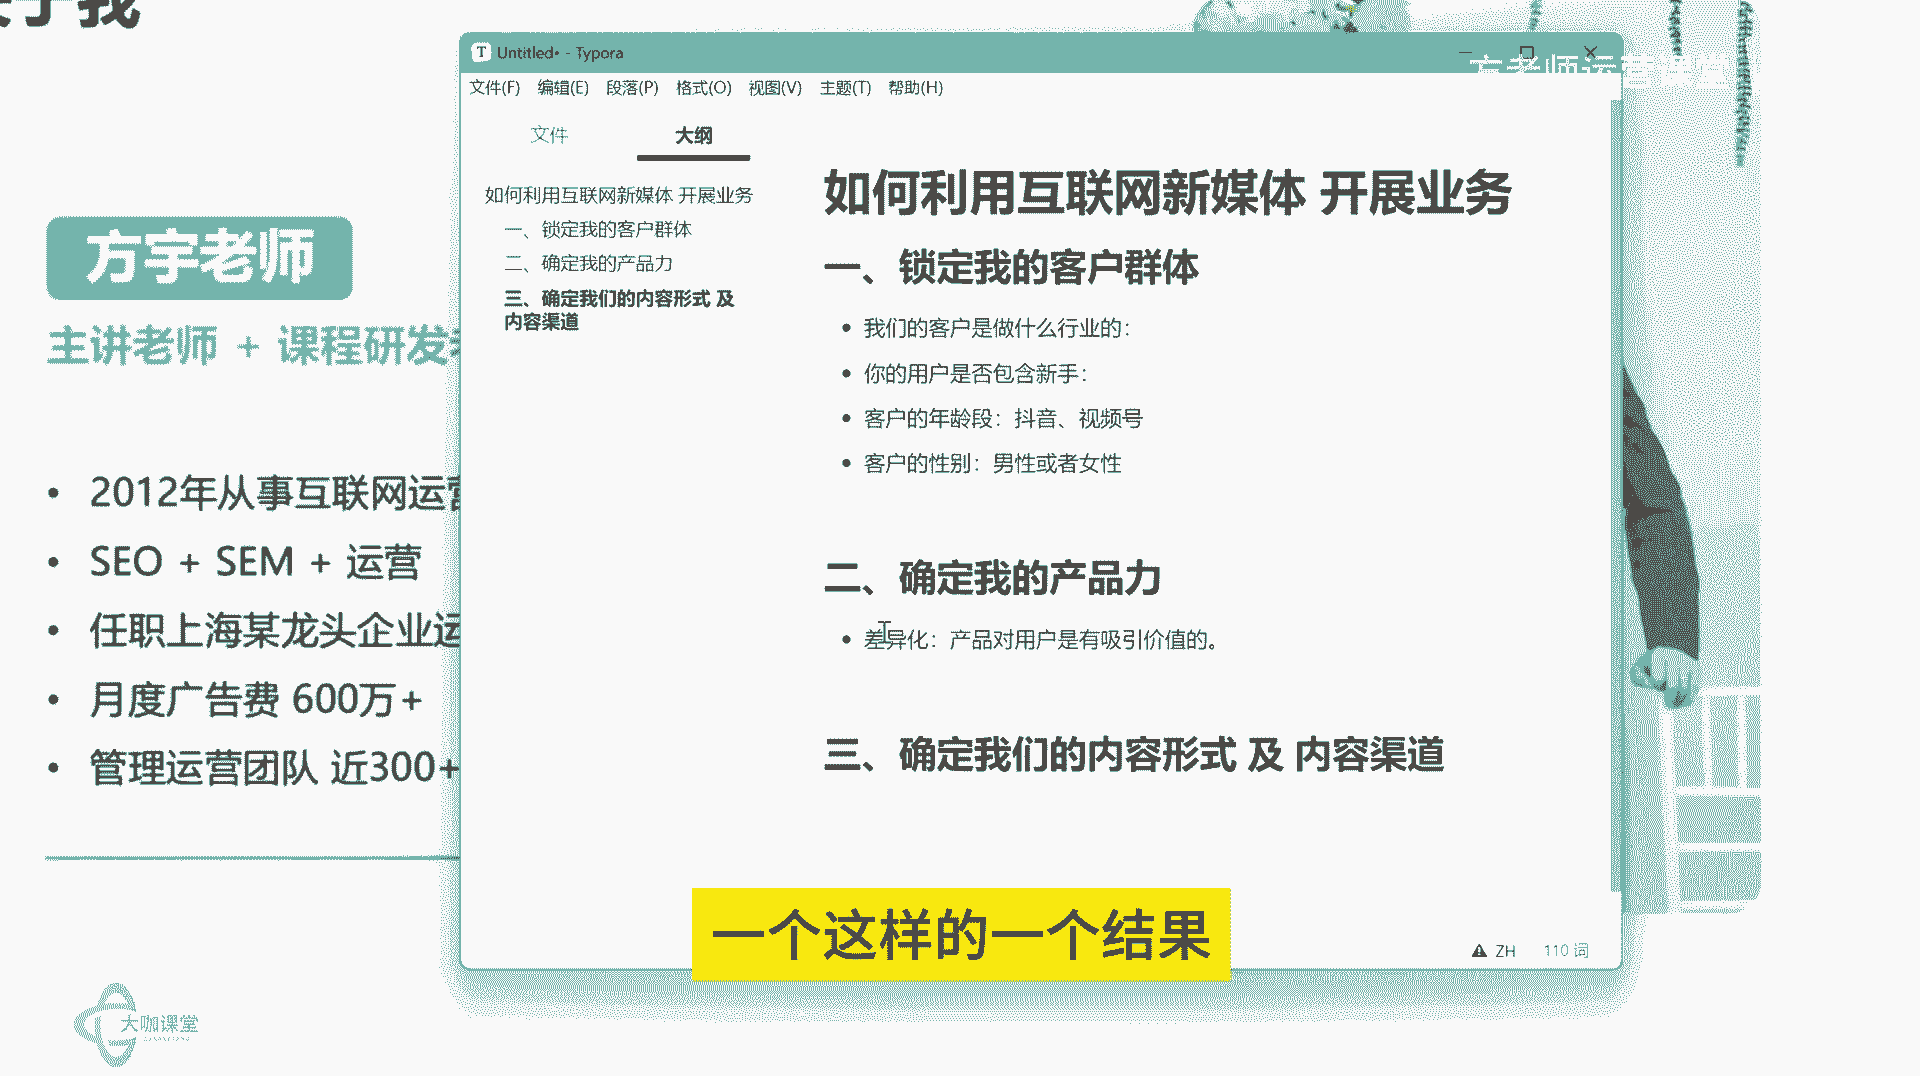 于我
方宇老师
主讲老师 + 课程研发
2012年从事互联网运营
SEO + SEM + 运营
任职上海某龙头企业运
月度广告费 600万+
管理运营团队 近300+
大咖课堂
Untitled• - Typora
方老师运营课堂
文件(F) 编辑(E) 段落(P) 格式(O) 视图(V) 主题(T) 帮助(H)
文件 大纲
如何利用互联网新媒体 开展业务
一、锁定我的客户群体
二、确定我的产品力
三、确定我们的内容形式 及
内容渠道
如何利用互联网新媒体 开展业务
一、锁定我的客户群体
我们的客户是做什么行业的：
你的用户是否包含新手：
客户的年龄段：抖音、视频号
客户的性别：男性或者女性
二、确定我的产品力
差异化：产品对用户是有吸引价值的。
三、确定我们的内容形式 及 内容渠道
一个这样的一个结果
ZH 110 词